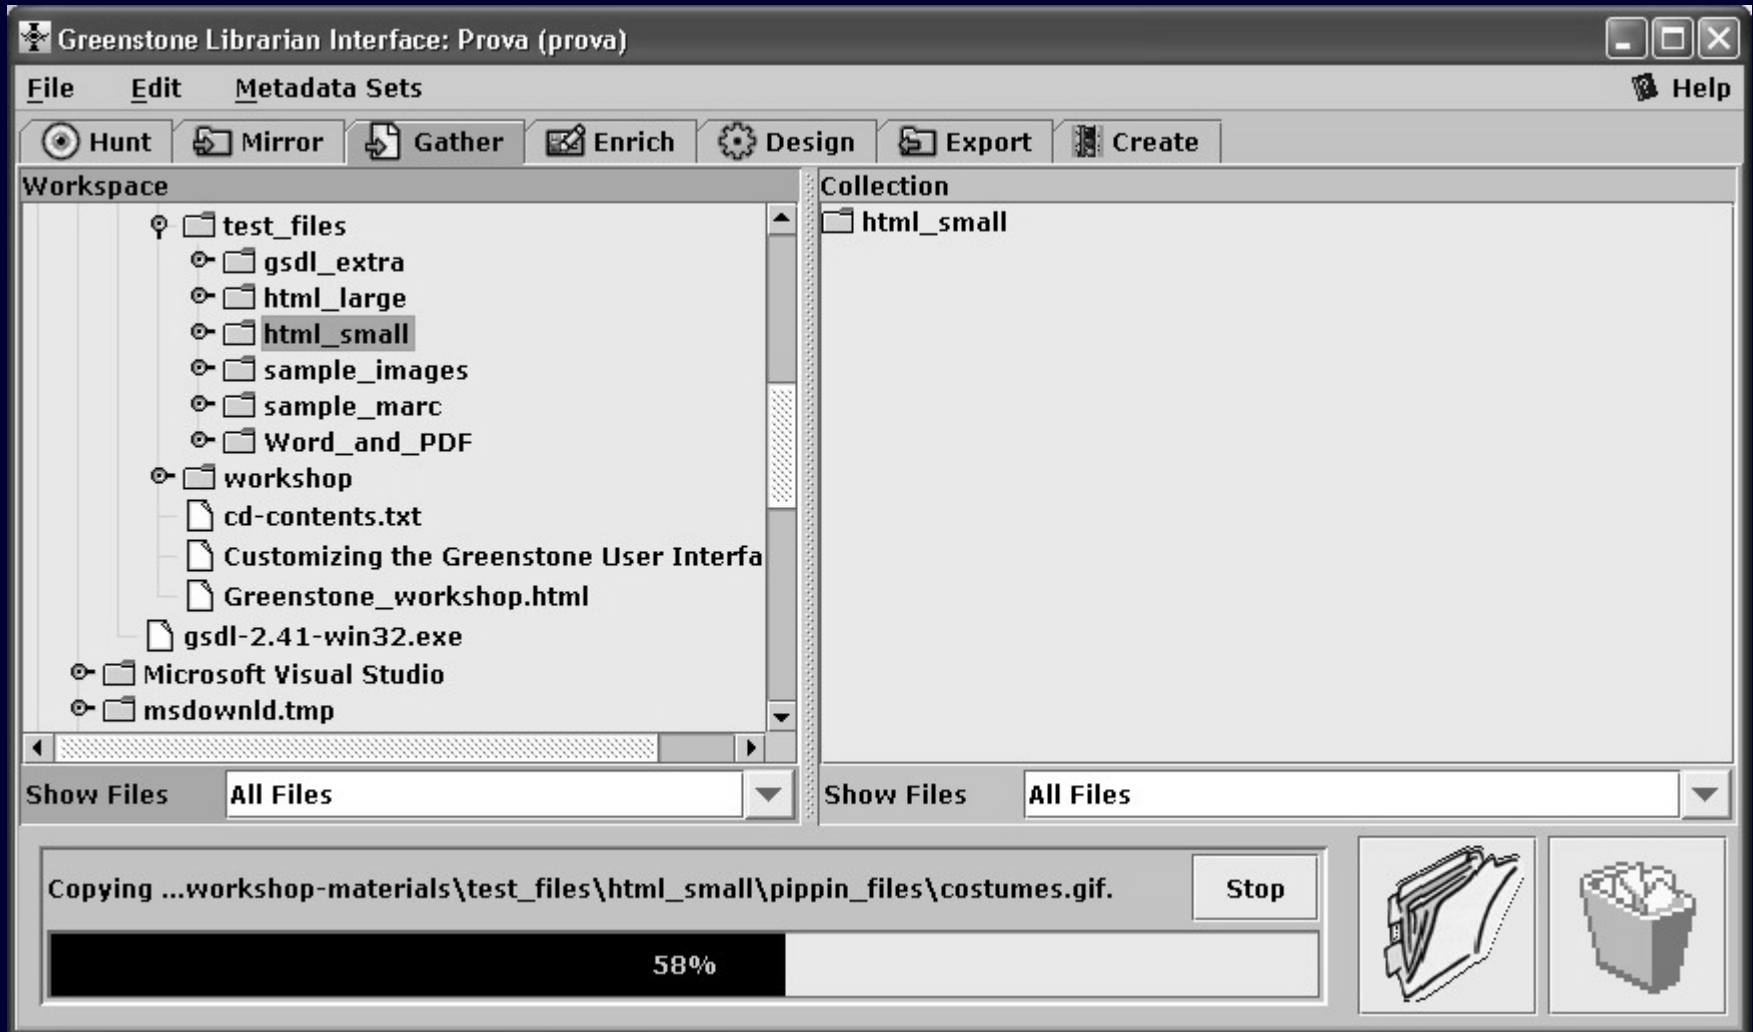 Greenstone Librarian Interface: Prova (prova)
File Edit Metadata Sets Help
Hunt Mirror Gather Enrich Design Export Create
Workspace
test_files
gsdl_extra
html_large
html_small
sample_images
sample_marc
Word_and_PDF
workshop
cd-contents.txt
Customizing the Greenstone User Interfa
Greenstone_workshop.html
gsdl-2.41-win32.exe
Microsoft Visual Studio
msdownld.tmp
Show Files All Files
Collection
html_small
Show Files All Files
Copying ...workshop-materials\test_files\html_small\pippin_files\costumes.gif. Stop
58%